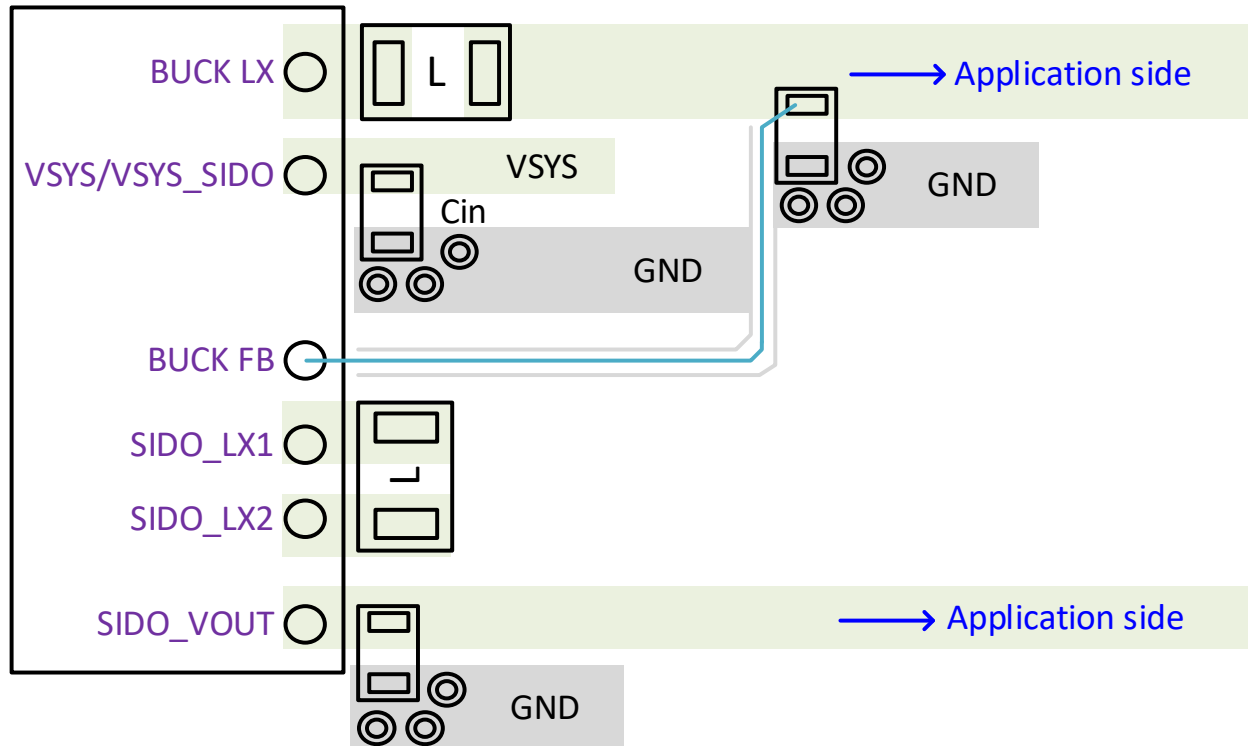 BUCK LX
L
Application side
VSYS/VSYS_SIDO
VSYS
GND
Cin
GND
BUCK FB
SIDO_LX1
L
SIDO_LX2
SIDO_VOUT
Application side
GND